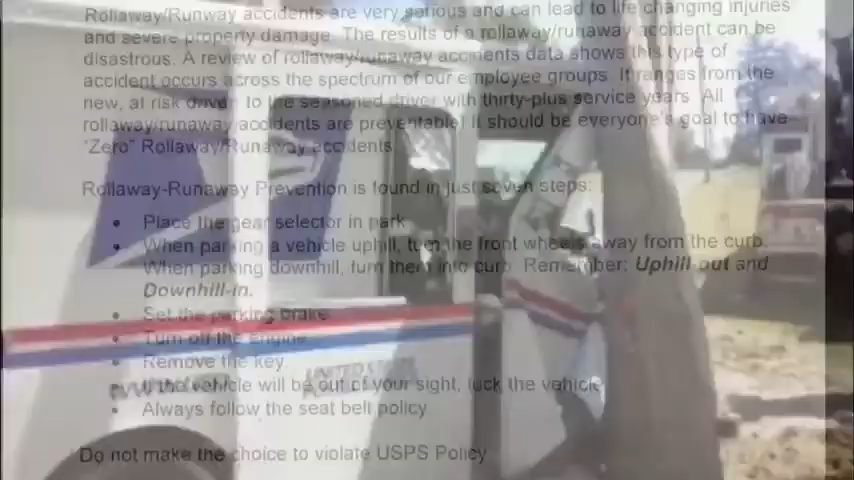 Rollaway/Runway accidents are very serious and can lead to life changing injuries
and severe property damage. The results of a rollaway/runaway accident can be
disastrous. A review of rollaway/runaway accidents data shows this type of
accident occurs across the spectrum of our employee groups. It ranges from the
new, at risk driver to the seasoned driver with thirty-plus service years. All
rollaway/runaway accidents are preventable! It should be everyone's goal to have
"Zero" Rollaway/Runaway accidents.
Rollaway-Runaway Prevention is found in just seven steps:
• Place the gear selector in park
• When parking a vehicle uphill, turn the front wheels away from the curb.
When parking downhill, turn them into curb. Remember: Uphill-out and
Downhill-in.
• Set the parking brake
• Turn off the engine
• Remove the key
• If the vehicle will be out of your sight, lock the vehicle
• Always follow the seat belt policy
UNITED STATES
Do not make the choice to violate USPS Policy